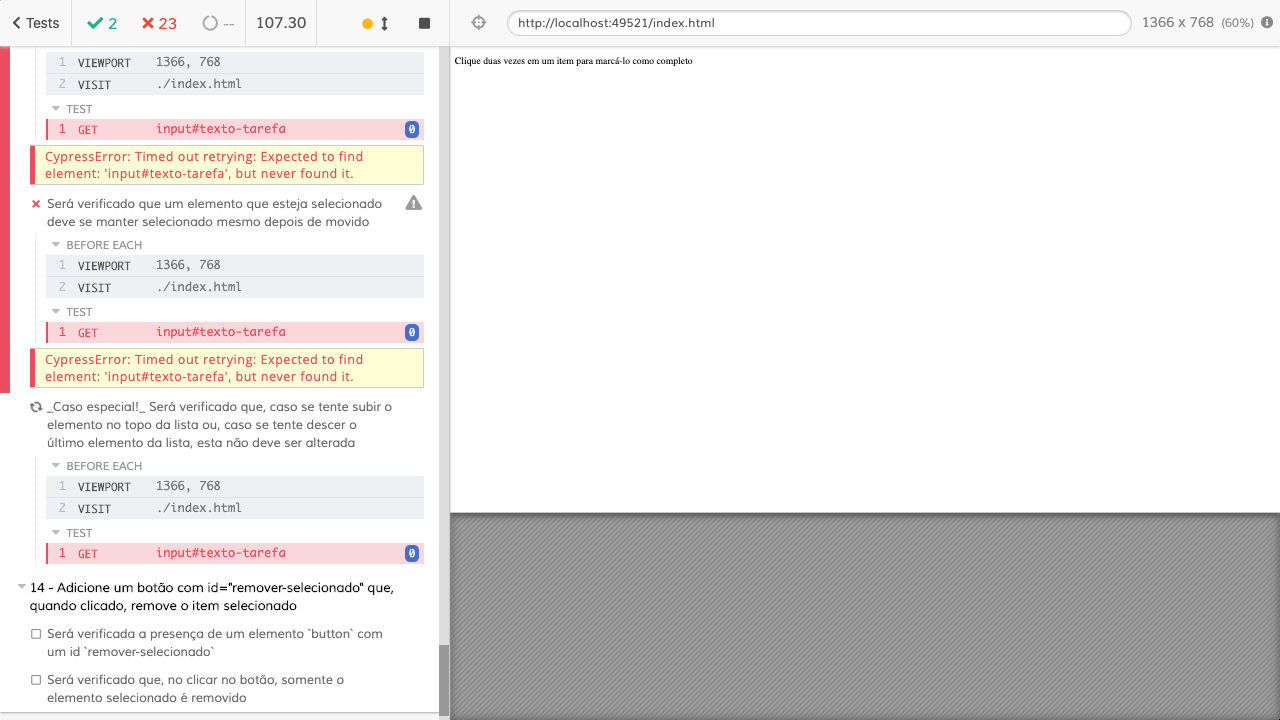 Tests 2 23 -- 107.30 http://localhost:49521/index.html 1366 x 768 (60%)
1 VIEWPORT 1366, 768
2 VISIT ./index.html
TEST
1 GET input#texto-tarefa 0
CypressError: Timed out retrying: Expected to find
element: 'input#texto-tarefa', but never found it.
Será verificado que um elemento que esteja selecionado
deve se manter selecionado mesmo depois de movido
BEFORE EACH
1 VIEWPORT 1366, 768
2 VISIT ./index.html
TEST
1 GET input#texto-tarefa 0
CypressError: Timed out retrying: Expected to find
element: 'input#texto-tarefa', but never found it.
_Caso especial!_ Será verificado que, caso se tente subir o
elemento no topo da lista ou, caso se tente descer o
último elemento da lista, esta não deve ser alterada
BEFORE EACH
1 VIEWPORT 1366, 768
2 VISIT ./index.html
TEST
1 GET input#texto-tarefa 0
14 - Adicione um botão com id="remover-selecionado" que,
quando clicado, remove o item selecionado
Será verificada a presença de um elemento `button` com
um id `remover-selecionado`
Será verificado que, no clicar no botão, somente o
elemento selecionado é removido
Clique duas vezes em um item para marcá-lo como completo